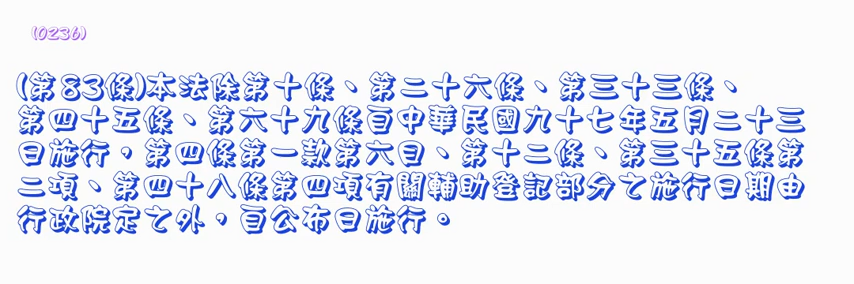 (0236)
(第83條)本法除第十條、第二十六條、第三十三條、
第四十五條、第六十九條自中華民國九十七年五月二十三
日施行，第四條第一款第六目、第十二條、第三十五條第
二項、第四十八條第四項有關輔助登記部分之施行日期由
行政院定之外，自公布日施行。